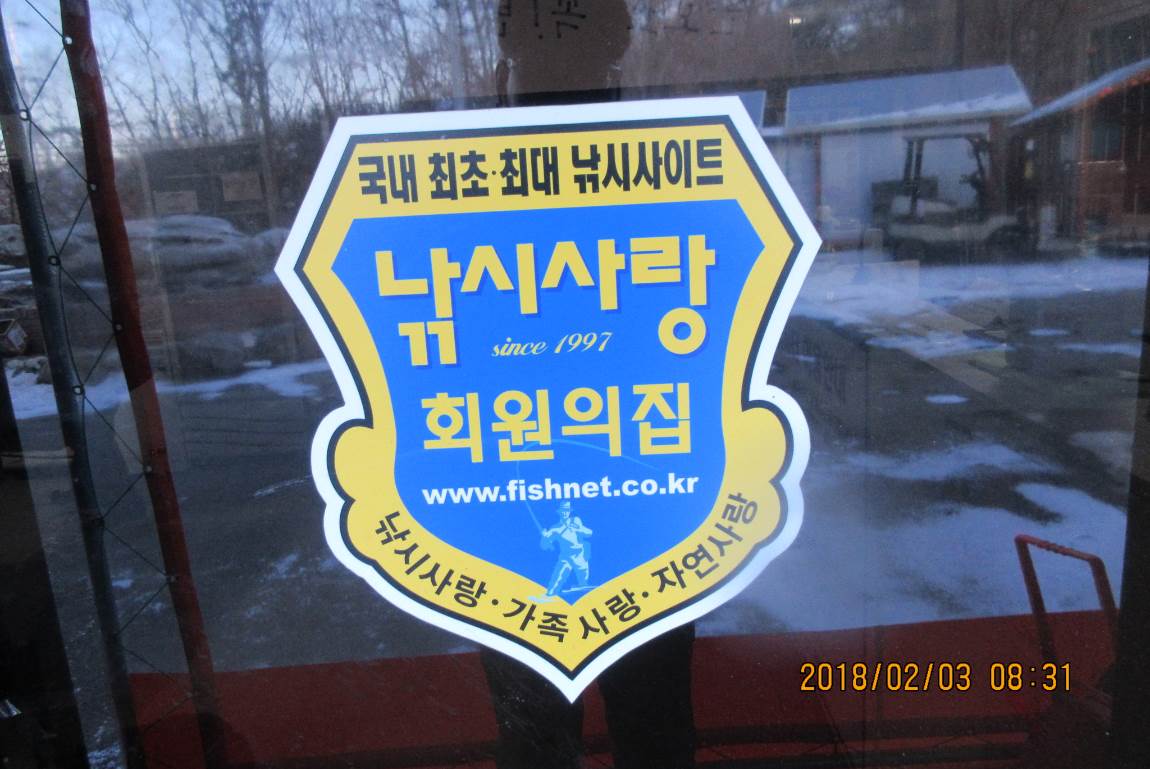 국내 최초·최대 낚시사이트
낚시사랑
since 1997
회원의집
www.fishnet.co.kr
낚시사랑·가족사랑·자연사랑
2018/02/03 08:31